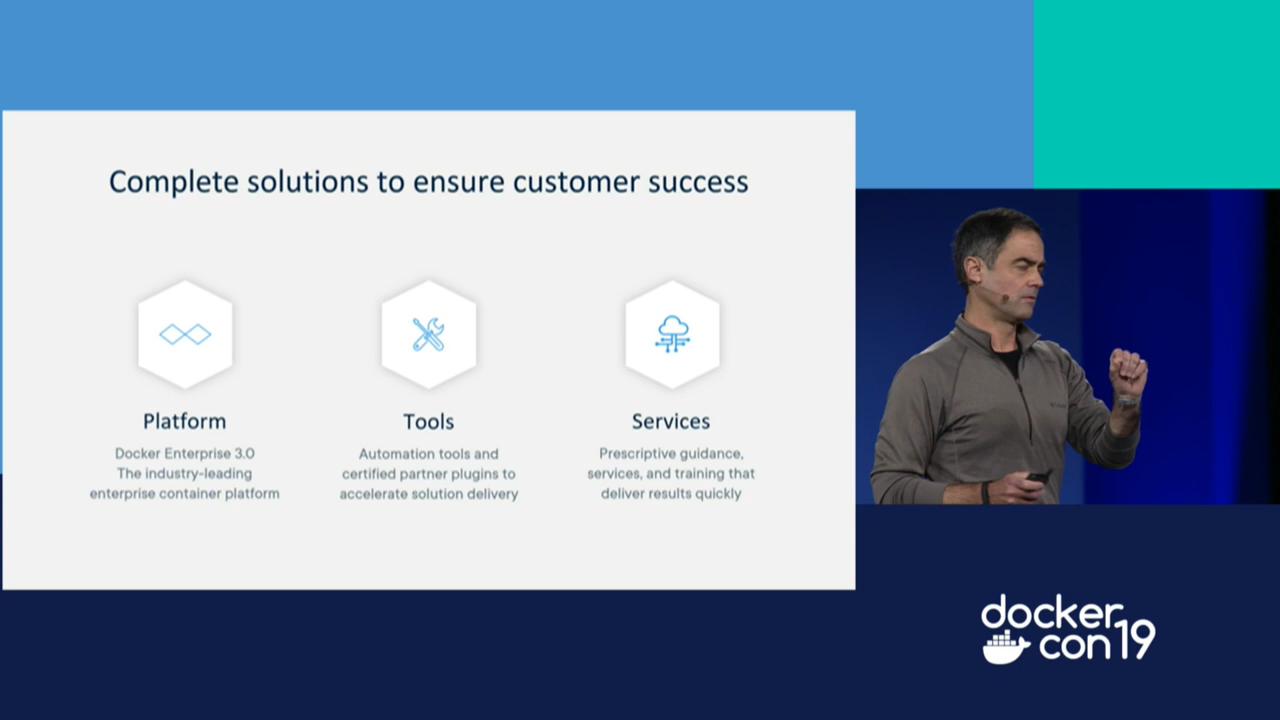 Complete solutions to ensure customer success
Platform
Docker Enterprise 3.0
The industry-leading
enterprise container platform
Tools
Automation tools and
certified partner plugins to
accelerate solution delivery
Services
Prescriptive guidance,
services, and training that
deliver results quickly
docker
con19